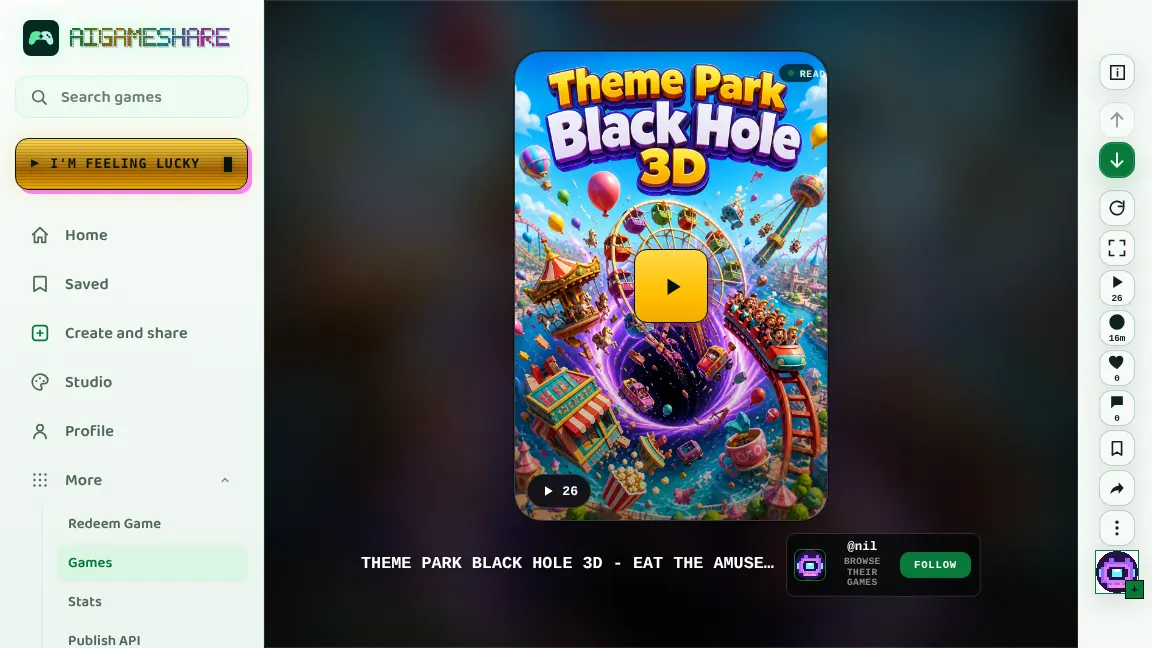 AIGAMESHARE
Search games
I'M FEELING LUCKY
Home
Saved
Create and share
Studio
Profile
More
Redeem Game
Games
Stats
Publish API
READ
Theme Park
Black Hole
3D
TICKETS
26
THEME PARK BLACK HOLE 3D - EAT THE AMUSE…
@nil
BROWSE
THEIR
GAMES
FOLLOW
26
16m
0
0